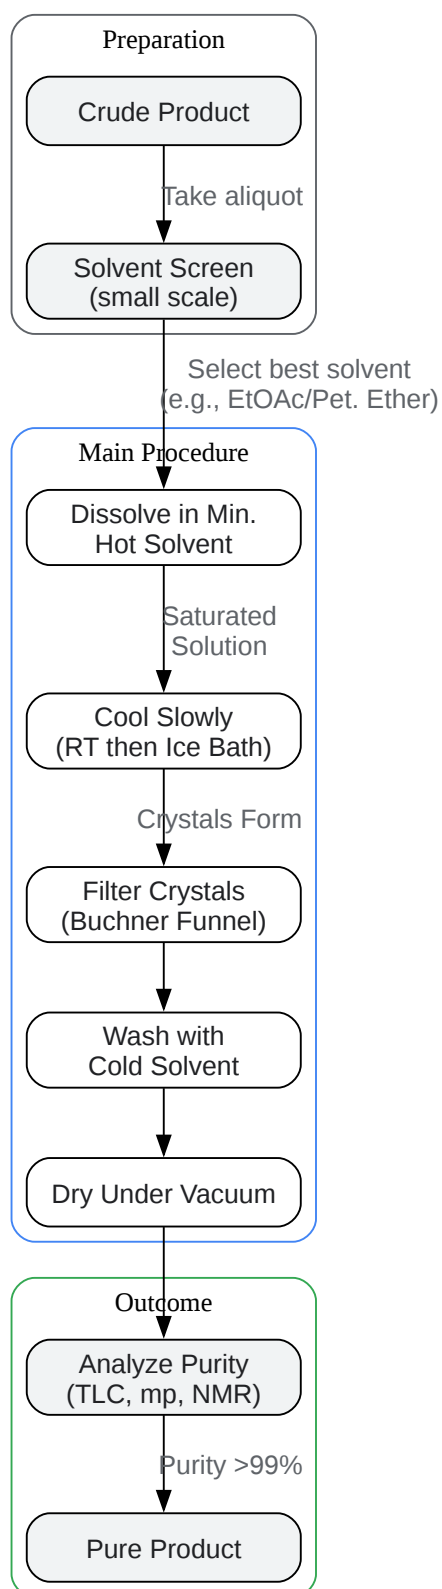 Preparation
Crude Product
Take aliquot
Solvent Screen
(small scale)
Select best solvent
(e.g., EtOAc/Pet. Ether)
Main Procedure
Dissolve in Min.
Hot Solvent
Saturated
Solution
Cool Slowly
(RT then Ice Bath)
Crystals Form
Filter Crystals
(Buchner Funnel)
Wash with
Cold Solvent
Dry Under Vacuum
Outcome
Analyze Purity
(TLC, mp, NMR)
Purity >99%
Pure Product